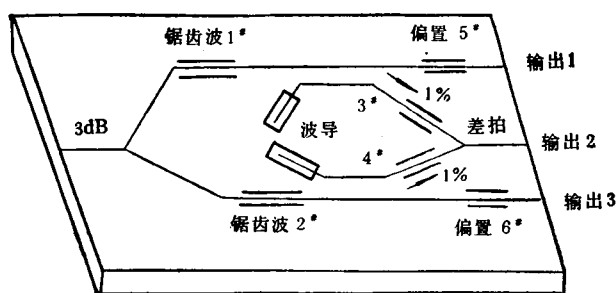 锯齿波 1#
偏置 5#
输出1
1%
3#
3dB
波导
差拍
输出2
4#
1%
输出3
锯齿波 2#
偏置 6#